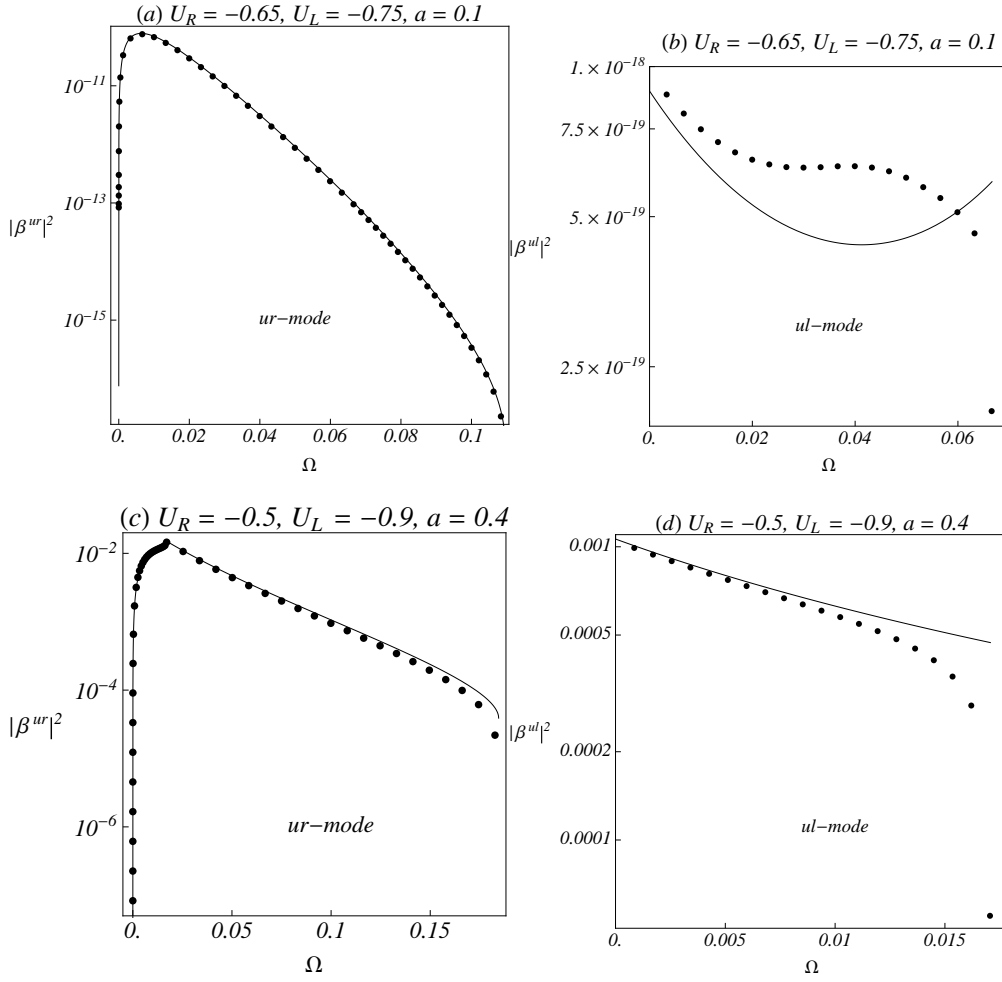 (a) U_R = −0.65, U_L = −0.75, a = 0.1
10^−11
10^−13
10^−15
|β^ur|^2
ur−mode
0. 0.02 0.04 0.06 0.08 0.1
Ω
(b) U_R = −0.65, U_L = −0.75, a = 0.1
1. × 10^−18
7.5 × 10^−19
5. × 10^−19
2.5 × 10^−19
|β^ul|^2
ul−mode
0. 0.02 0.04 0.06
Ω
(c) U_R = −0.5, U_L = −0.9, a = 0.4
10^−2
10^−4
10^−6
|β^ur|^2
ur−mode
0. 0.05 0.1 0.15
Ω
(d) U_R = −0.5, U_L = −0.9, a = 0.4
0.001
0.0005
0.0002
0.0001
|β^ul|^2
ul−mode
0. 0.005 0.01 0.015
Ω